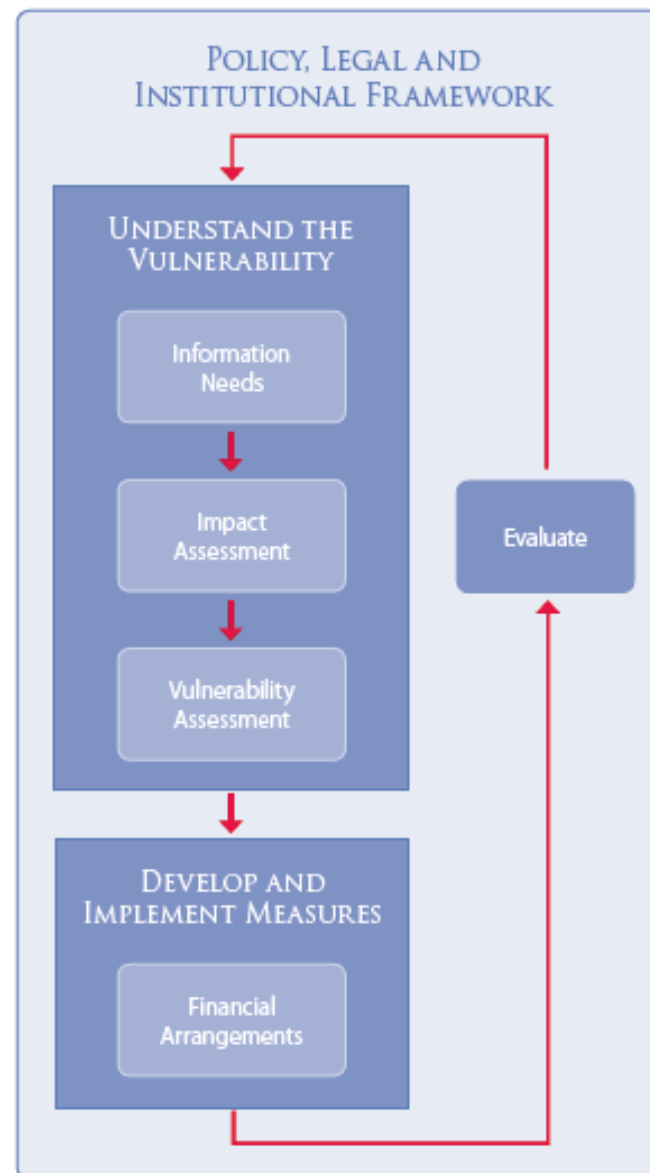 Policy, Legal and
Institutional Framework
Understand the
Vulnerability
Information
Needs
Impact
Assessment
Vulnerability
Assessment
Evaluate
Develop and
Implement Measures
Financial
Arrangements